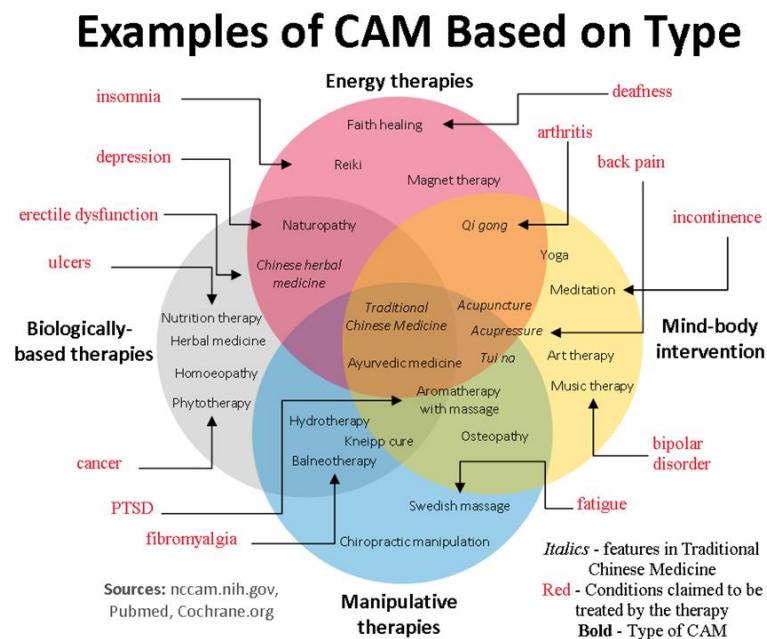 Examples of CAM Based on Type
Energy therapies
insomnia
deafness
Faith healing
arthritis
depression
Reiki
back pain
Magnet therapy
erectile dysfunction
Naturopathy
Qi gong
incontinence
ulcers
Chinese herbal
medicine
Yoga
Meditation
Nutrition therapy
Traditional
Chinese Medicine
Acupuncture
Biologically-
based therapies
Herbal medicine
Acupressure
Mind-body
intervention
Tui na
Art therapy
Homoeopathy
Ayurvedic medicine
Music therapy
Phytotherapy
Aromatherapy
with massage
Hydrotherapy
Kneipp cure
Osteopathy
bipolar
disorder
cancer
Balneotherapy
PTSD
Swedish massage
fatigue
fibromyalgia
Chiropractic manipulation
Italics - features in Traditional
Chinese Medicine
Red - Conditions claimed to be
treated by the therapy
Bold - Type of CAM
Sources: nccam.nih.gov,
Pubmed, Cochrane.org
Manipulative
therapies